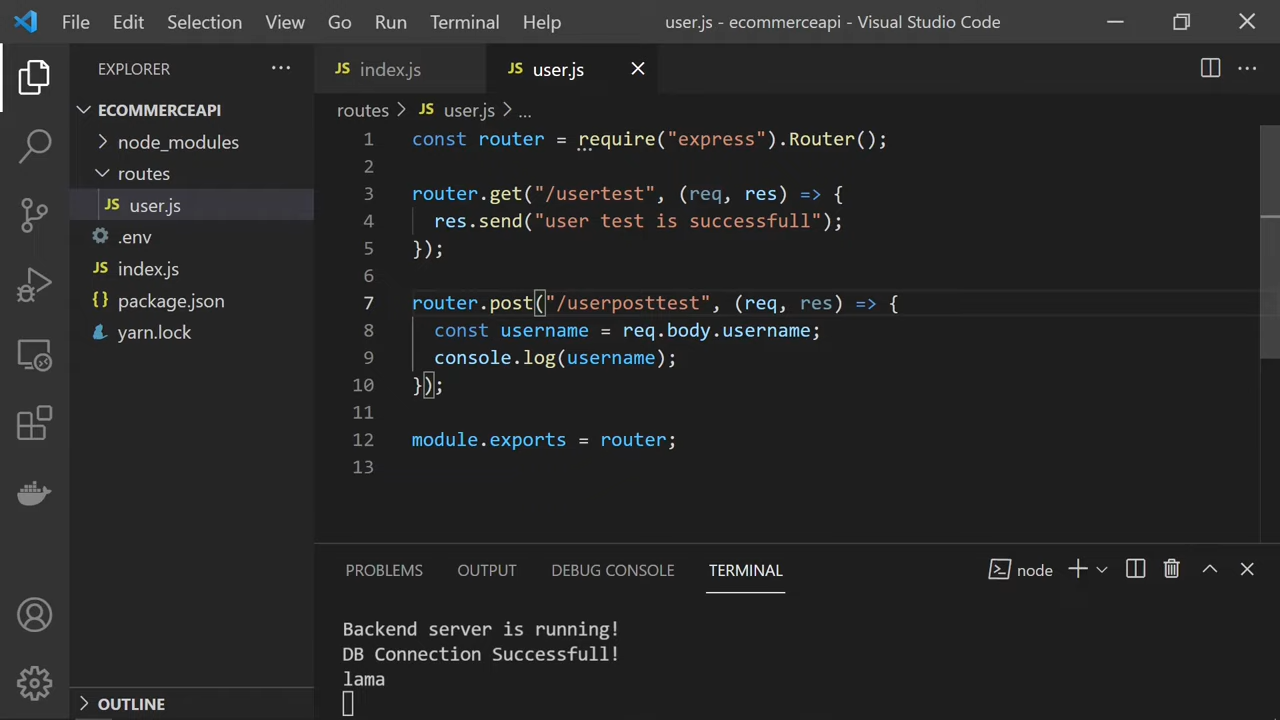 File Edit Selection View Go Run Terminal Help user.js - ecommerceapi - Visual Studio Code
EXPLORER
ECOMMERCEAPI
node_modules
routes
JS user.js
.env
JS index.js
{} package.json
yarn.lock
OUTLINE
JS index.js JS user.js
routes > JS user.js > ...
1 const router = require("express").Router();
2
3 router.get("/usertest", (req, res) => {
4 res.send("user test is successfull");
5 });
6
7 router.post("/userposttest", (req, res) => {
8 const username = req.body.username;
9 console.log(username);
10 });
11
12 module.exports = router;
13
PROBLEMS OUTPUT DEBUG CONSOLE TERMINAL node
Backend server is running!
DB Connection Successfull!
lama